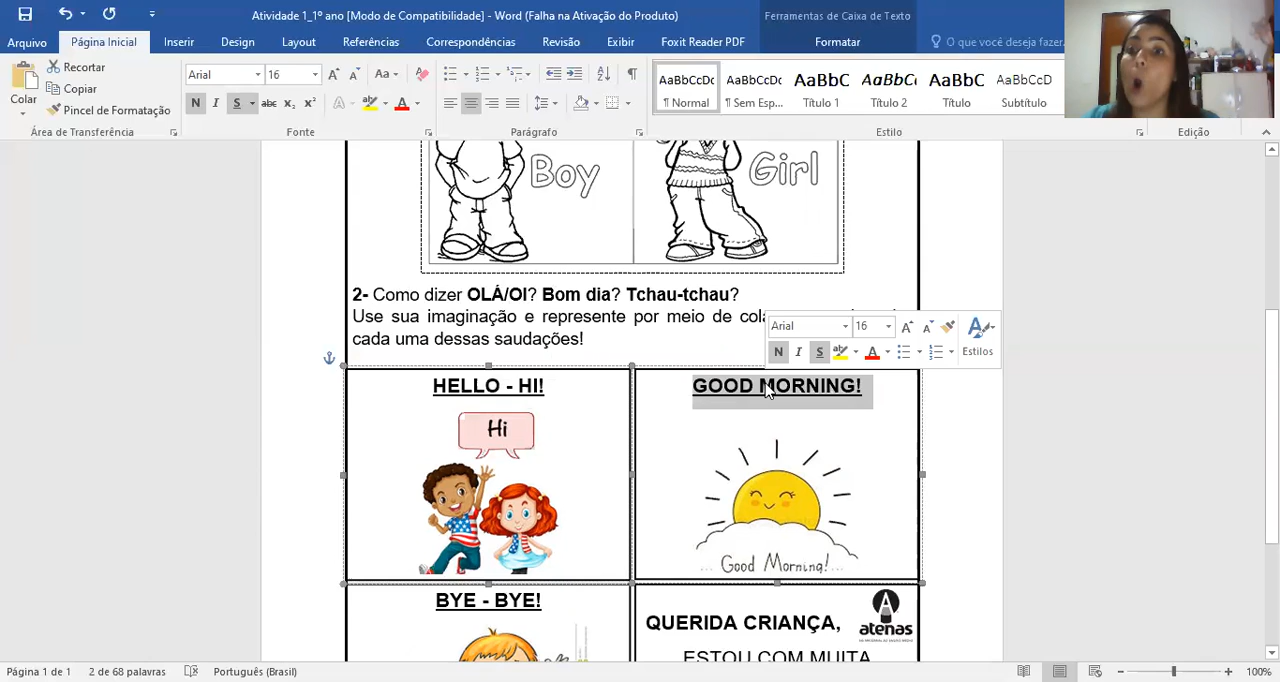 Atividade 1_1º ano [Modo de Compatibilidade] - Word (Falha na Ativação do Produto)
Ferramentas de Caixa de Texto
Arquivo
Página Inicial
Inserir
Design
Layout
Referências
Correspondências
Revisão
Exibir
Foxit Reader PDF
Formatar
O que você deseja fazer.
Colar
Recortar
Copiar
Pincel de Formatação
Arial
16
Aa
N I S abc x₂ x²
AaBbCcDc
AaBbCcDc
AaBbC
AaBbCc
AaBbC
AaBbCcD
¶ Normal
¶ Sem Esp...
Título 1
Título 2
Título
Subtítulo
Área de Transferência
Fonte
Parágrafo
Estilo
Edição
Boy
Girl
2- Como dizer OLÁ/OI? Bom dia? Tchau-tchau?
Use sua imaginação e represente por meio de
cada uma dessas saudações!
Arial
16
N I S
Estilos
HELLO - HI!
Hi
GOOD MORNING!
... Good Morning!...
BYE - BYE!
QUERIDA CRIANÇA,
atenas
ESTOU COM MUITA
Página 1 de 1
2 de 68 palavras
Português (Brasil)
100%